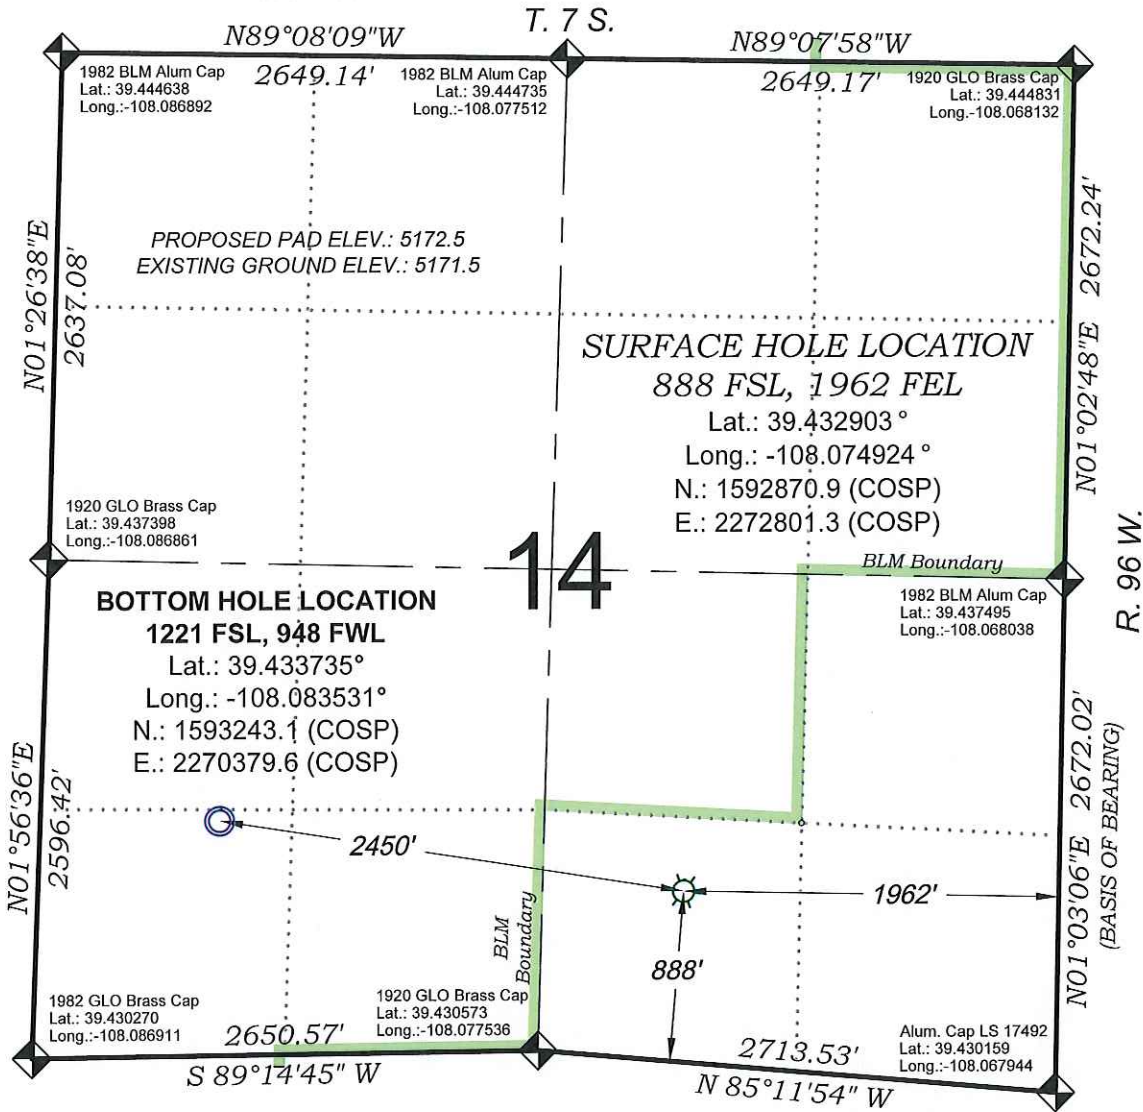 T. 7 S.
N89°08'09"W
N89°07'58"W
2649.14'
2649.17'
1982 BLM Alum Cap
Lat.: 39.444638
Long.:-108.086892
1982 BLM Alum Cap
Lat.: 39.444735
Long.:-108.077512
1920 GLO Brass Cap
Lat.: 39.444831
Long.-108.068132
N01°26'38"E
2637.08'
PROPOSED PAD ELEV.: 5172.5
EXISTING GROUND ELEV.: 5171.5
N01°02'48"E 2672.24'
SURFACE HOLE LOCATION
888 FSL, 1962 FEL
Lat.: 39.432903 °
Long.: -108.074924 °
N.: 1592870.9 (COSP)
E.: 2272801.3 (COSP)
1920 GLO Brass Cap
Lat.: 39.437398
Long.:-108.086861
14
BLM Boundary
R. 96 W.
1982 BLM Alum Cap
Lat.: 39.437495
Long.:-108.068038
BOTTOM HOLE LOCATION
1221 FSL, 948 FWL
Lat.: 39.433735°
Long.: -108.083531°
N.: 1593243.1 (COSP)
E.: 2270379.6 (COSP)
N01°56'36"E
2596.42'
2450'
1962'
888'
BLM
Boundary
N01°03'06"E 2672.02'
(BASIS OF BEARING)
1982 GLO Brass Cap
Lat.: 39.430270
Long.:-108.086911
1920 GLO Brass Cap
Lat.: 39.430573
Long.:-108.077536
Alum. Cap LS 17492
Lat.: 39.430159
Long.:-108.067944
2650.57'
S 89°14'45" W
2713.53'
N 85°11'54" W